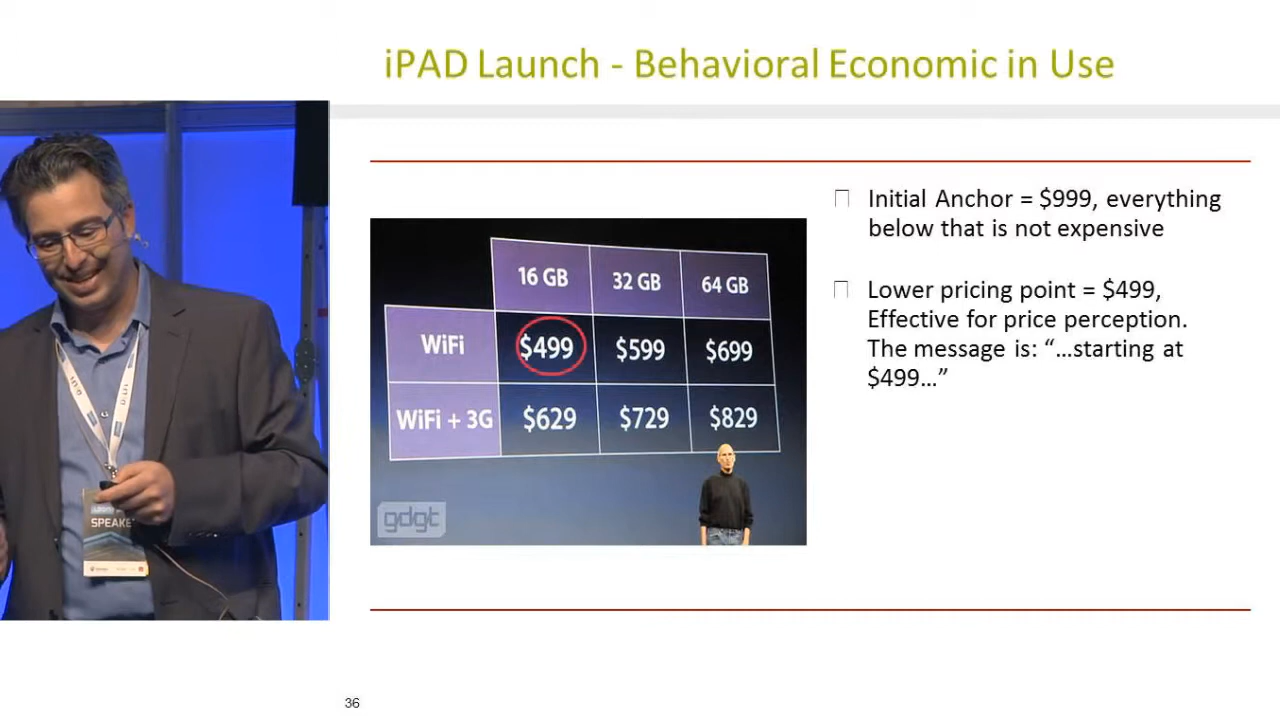 iPAD Launch - Behavioral Economic in Use
Initial Anchor = $999, everything
below that is not expensive
Lower pricing point = $499,
Effective for price perception.
The message is: “…starting at
$499…”
16 GB 32 GB 64 GB
WiFi $499 $599 $699
WiFi + 3G $629 $729 $829
gdgt
SPEAKE
36